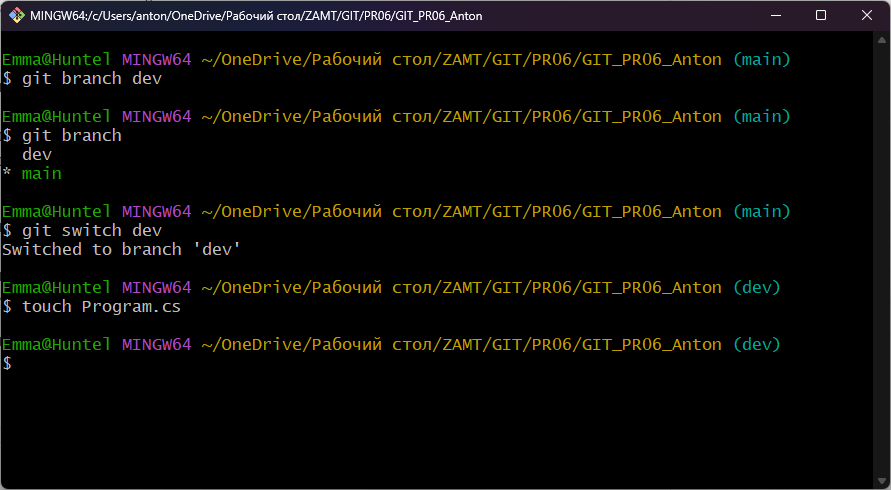 MINGW64:/c/Users/anton/OneDrive/Рабочий стол/ZAMT/GIT/PR06/GIT_PR06_Anton
Emma@Huntel MINGW64 ~/OneDrive/Рабочий стол/ZAMT/GIT/PR06/GIT_PR06_Anton (main)
$ git branch dev
Emma@Huntel MINGW64 ~/OneDrive/Рабочий стол/ZAMT/GIT/PR06/GIT_PR06_Anton (main)
$ git branch
  dev
* main
Emma@Huntel MINGW64 ~/OneDrive/Рабочий стол/ZAMT/GIT/PR06/GIT_PR06_Anton (main)
$ git switch dev
Switched to branch 'dev'
Emma@Huntel MINGW64 ~/OneDrive/Рабочий стол/ZAMT/GIT/PR06/GIT_PR06_Anton (dev)
$ touch Program.cs
Emma@Huntel MINGW64 ~/OneDrive/Рабочий стол/ZAMT/GIT/PR06/GIT_PR06_Anton (dev)
$